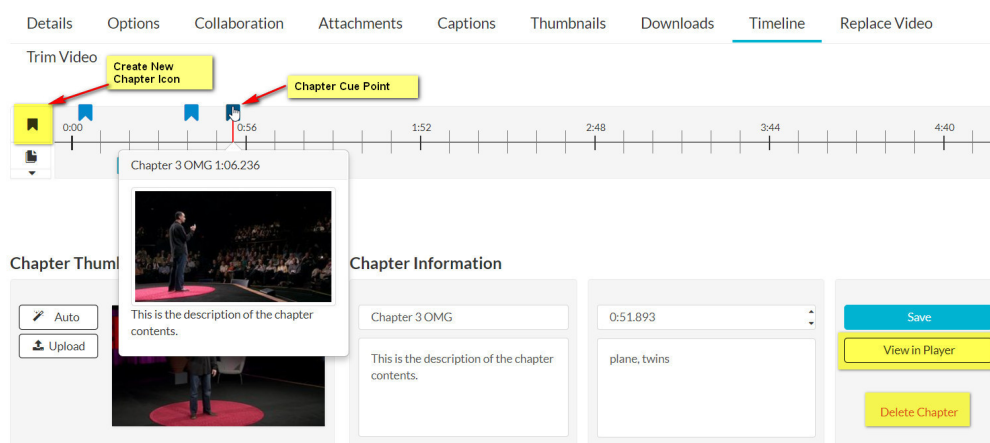 Details Options Collaboration Attachments Captions Thumbnails Downloads Timeline Replace Video
Trim Video
Create New
Chapter Icon
Chapter Cue Point
0:00 0:56 1:52 2:48 3:44 4:40
Chapter 3 OMG 1:06.236
This is the description of the chapter
contents.
Chapter Thum
Chapter Information
Auto
Upload
Chapter 3 OMG
0:51.893
Save
This is the description of the chapter
contents.
plane, twins
View in Player
Delete Chapter